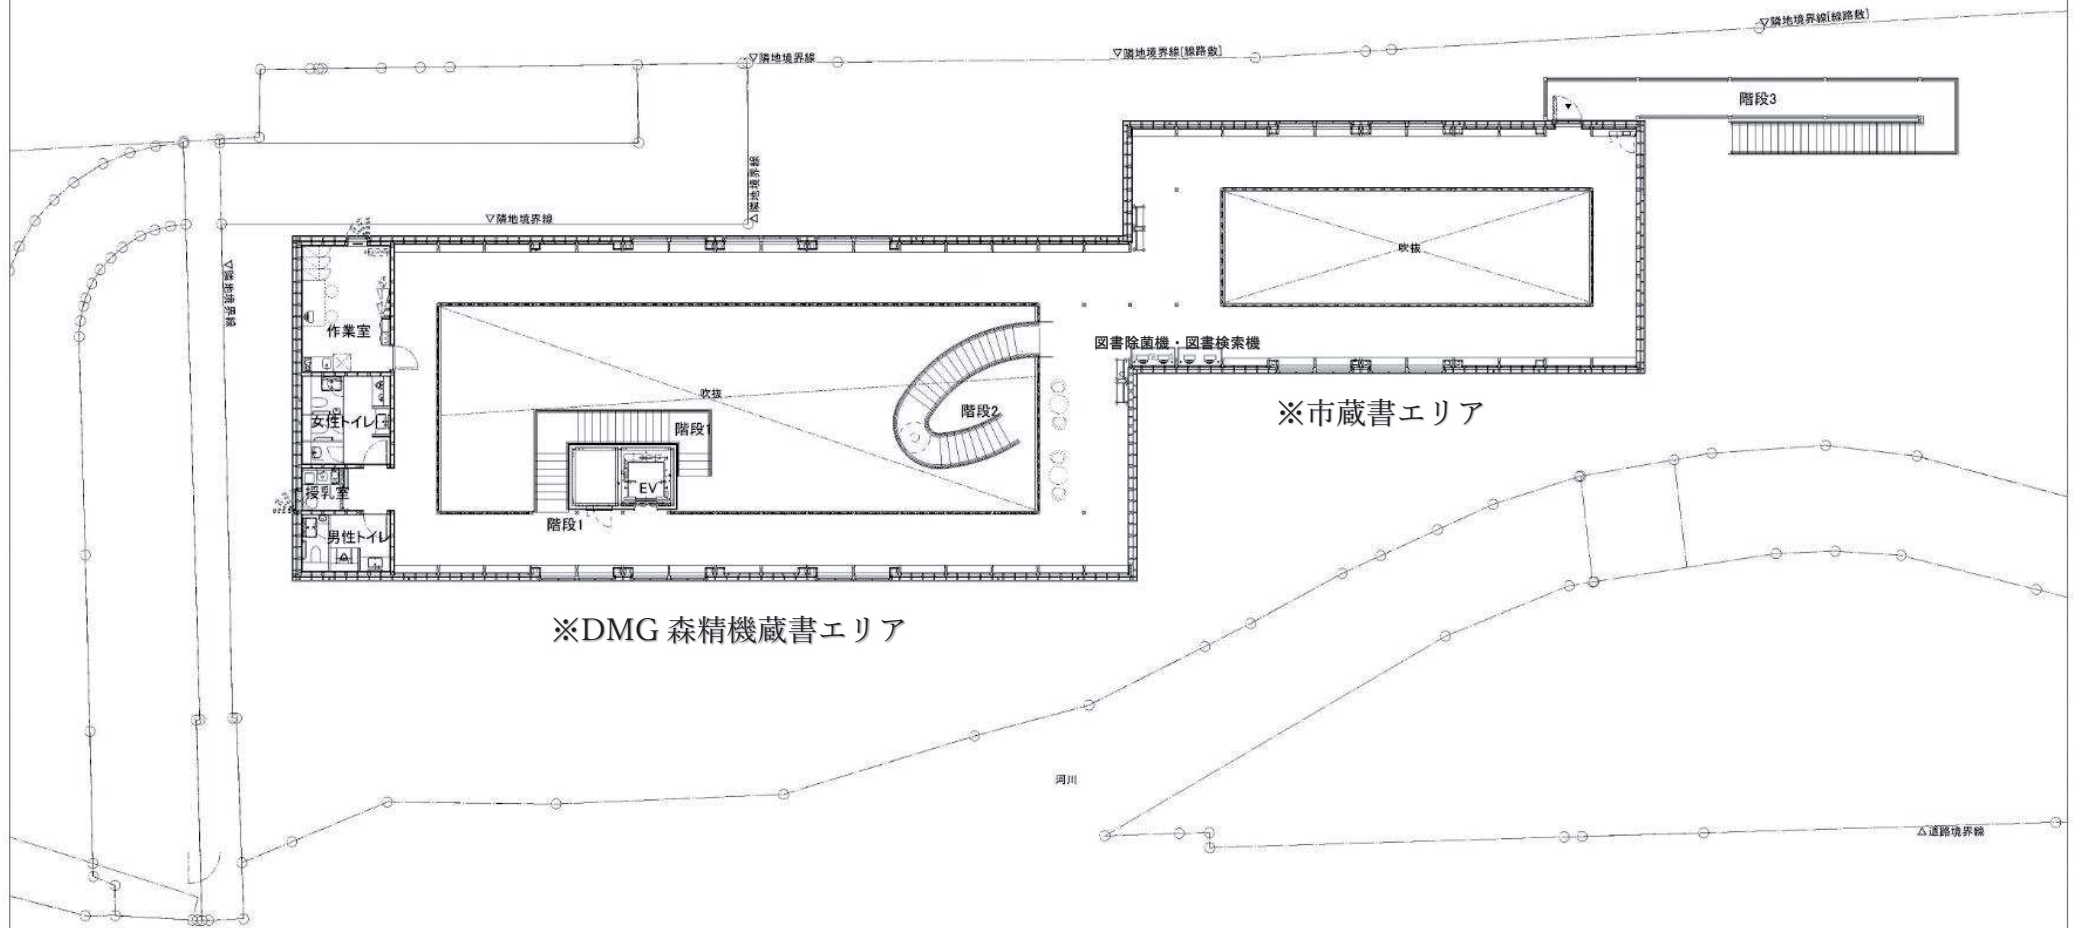 ▽隣地境界線[線路敷]
▽隣地境界線
▽隣地境界線[線路敷]
階段3
△隣地境界線
▽隣地境界線
▽隣地境界線
吹抜
作業室
図書除菌機・図書検索機
吹抜
階段2
※市蔵書エリア
女性トイレ
階段1
EV
授乳室
階段1
男性トイレ
※DMG 森精機蔵書エリア
河川
△道路境界線